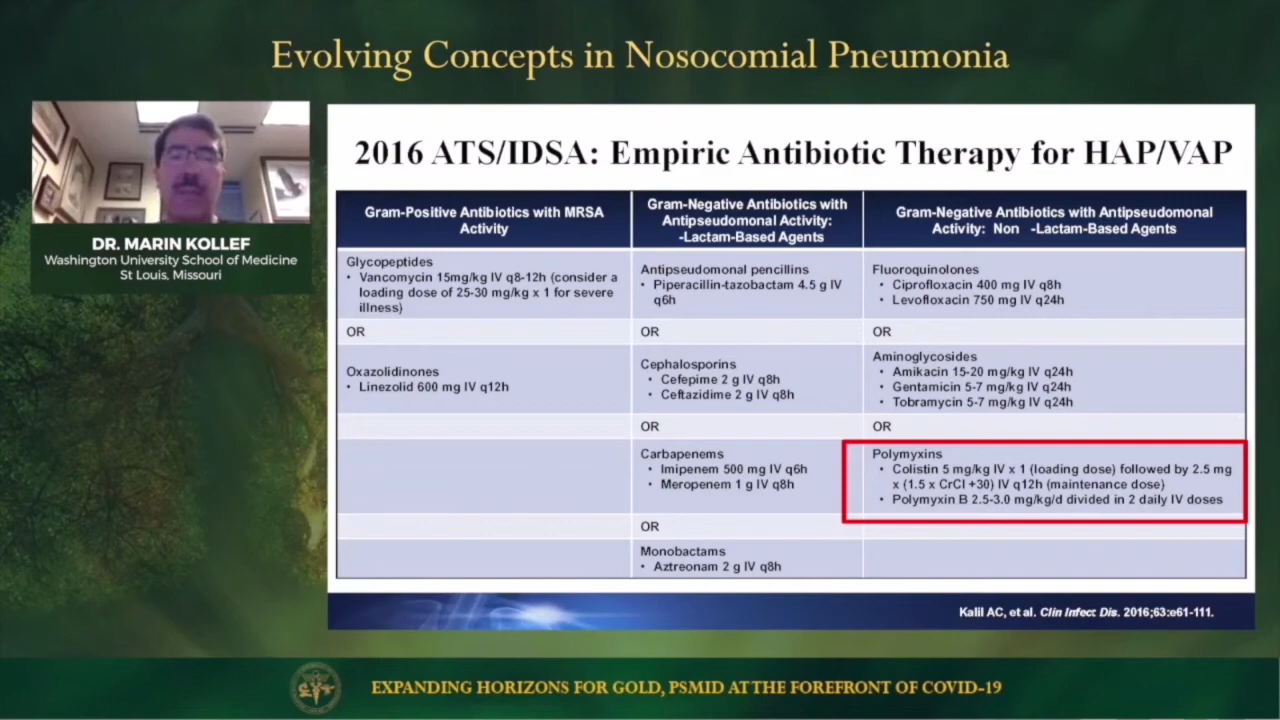 Evolving Concepts in Nosocomial Pneumonia
DR. MARIN KOLLEF
Washington University School of Medicine
St Louis, Missouri
2016 ATS/IDSA: Empiric Antibiotic Therapy for HAP/VAP
Gram-Positive Antibiotics with MRSA
Activity
Glycopeptides
• Vancomycin 15mg/kg IV q8-12h (consider a
loading dose of 25-30 mg/kg x 1 for severe
illness)
OR
Oxazolidinones
• Linezolid 600 mg IV q12h
Gram-Negative Antibiotics with
Antipseudomonal Activity:
-Lactam-Based Agents
Antipseudomonal pencillins
• Piperacillin-tazobactam 4.5 g IV
q6h
OR
Cephalosporins
• Cefepime 2 g IV q8h
• Ceftazidime 2 g IV q8h
OR
Carbapenems
• Imipenem 500 mg IV q6h
• Meropenem 1 g IV q8h
OR
Monobactams
• Aztreonam 2 g IV q8h
Gram-Negative Antibiotics with Antipseudomonal
Activity: Non -Lactam-Based Agents
Fluoroquinolones
• Ciprofloxacin 400 mg IV q8h
• Levofloxacin 750 mg IV q24h
OR
Aminoglycosides
• Amikacin 15-20 mg/kg IV q24h
• Gentamicin 5-7 mg/kg IV q24h
• Tobramycin 5-7 mg/kg IV q24h
OR
Polymyxins
• Colistin 5 mg/kg IV x 1 (loading dose) followed by 2.5 mg
x (1.5 x CrCl +30) IV q12h (maintenance dose)
• Polymyxin B 2.5-3.0 mg/kg/d divided in 2 daily IV doses
Kalil AC, et al. Clin Infect Dis. 2016;63:e61-111.
EXPANDING HORIZONS FOR GOLD, PSMID AT THE FOREFRONT OF COVID-19